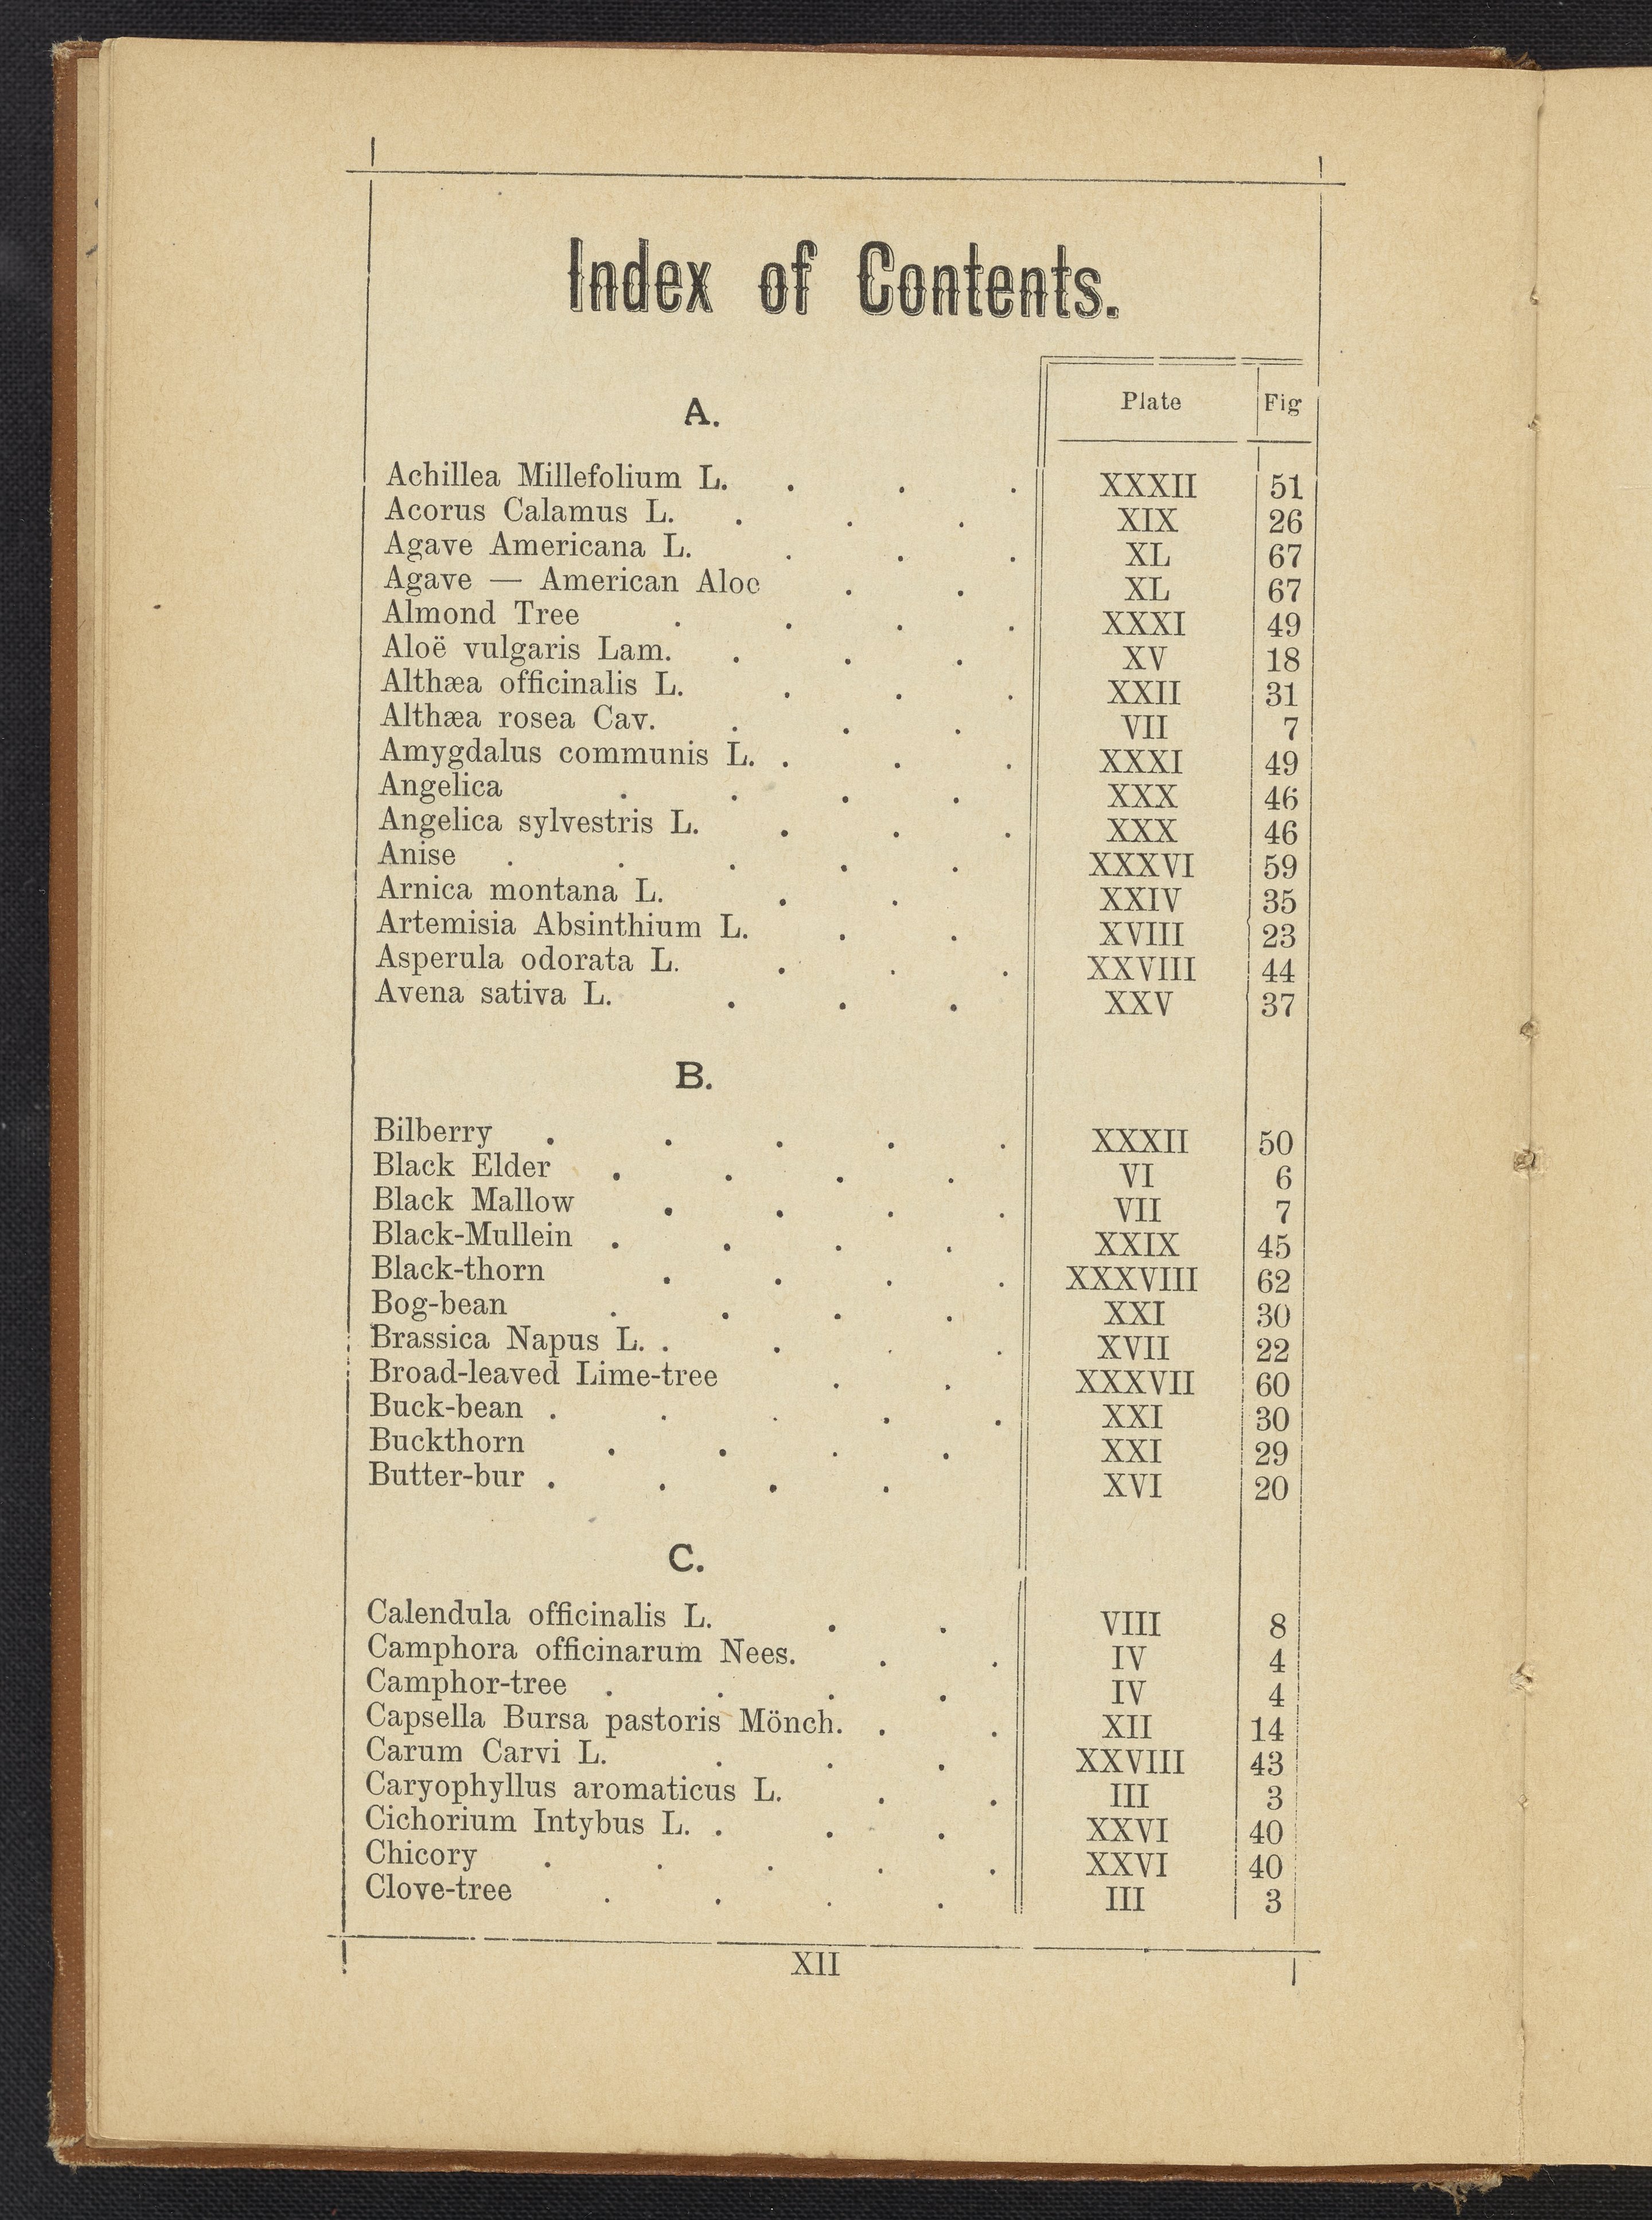 Index of Contents.
Plate Fig
A.
Achillea Millefolium L. . . . XXXII 51
Acorus Calamus L. . . . XIX 26
Agave Americana L. . . . XL 67
Agave — American Aloe . . XL 67
Almond Tree . . . . XXXI 49
Aloë vulgaris Lam. . . . XV 18
Althæa officinalis L. . . . XXII 31
Althæa rosea Cav. . . . VII 7
Amygdalus communis L. . . . XXXI 49
Angelica . . . . XXX 46
Angelica sylvestris L. . . . XXX 46
Anise . . . . . XXXVI 59
Arnica montana L. . . XXIV 35
Artemisia Absinthium L. . . XVIII 23
Asperula odorata L. . . . XXVIII 44
Avena sativa L. . . . XXV 37
B.
Bilberry . . . . . XXXII 50
Black Elder . . . . VI 6
Black Mallow . . . . VII 7
Black-Mullein . . . . XXIX 45
Black-thorn . . . . XXXVIII 62
Bog-bean . . . . XXI 30
Brassica Napus L. . . . . XVII 22
Broad-leaved Lime-tree . . XXXVII 60
Buck-bean . . . . . XXI 30
Buckthorn . . . . XXI 29
Butter-bur . . . . XVI 20
C.
Calendula officinalis L. . . VIII 8
Camphora officinarum Nees. . . IV 4
Camphor-tree . . . . IV 4
Capsella Bursa pastoris Mönch. . . XII 14
Carum Carvi L. . . . XXVIII 43
Caryophyllus aromaticus L. . . III 3
Cichorium Intybus L. . . . XXVI 40
Chicory . . . . . XXVI 40
Clove-tree . . . . III 3
XII